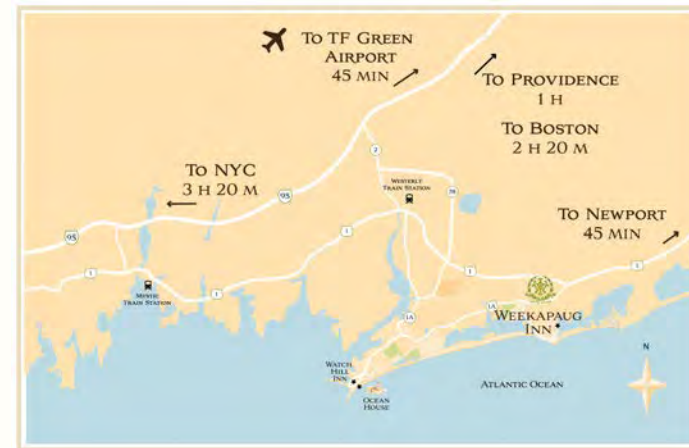 To TF Green
Airport
45 min
To Providence
1 h
To Boston
2 h 20 m
To NYC
3 h 20 m
2
Westerly
Train Station
78
95
95
To Newport
45 min
1
1
1
1
1
Mystic
Train Station
1A
1A
Weekapaug
Inn
N
Watch
Hill Inn
Ocean
House
Atlantic Ocean